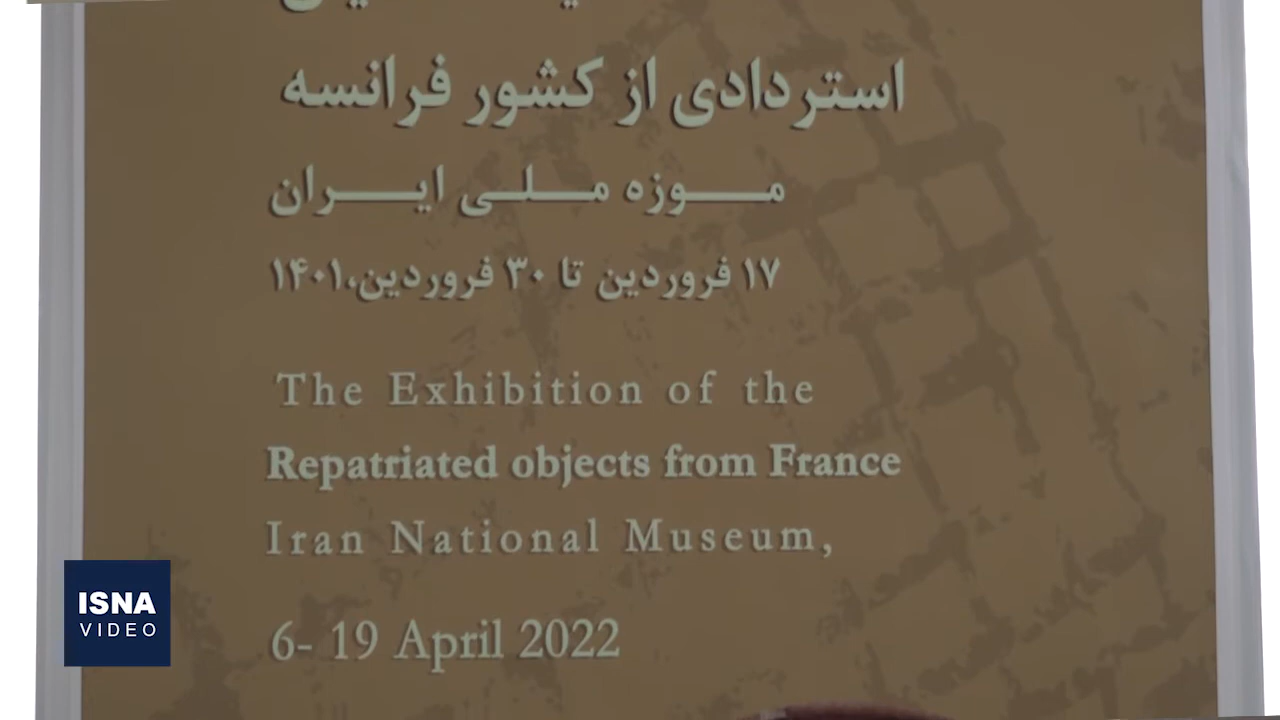 استردادی از کشور فرانسه
موزه ملی ایران
۱۷ فروردین تا ۳۰ فروردین،۱۴۰۱
The Exhibition of the
Repatriated objects from France
Iran National Museum,
6- 19 April 2022
ISNA
VIDEO